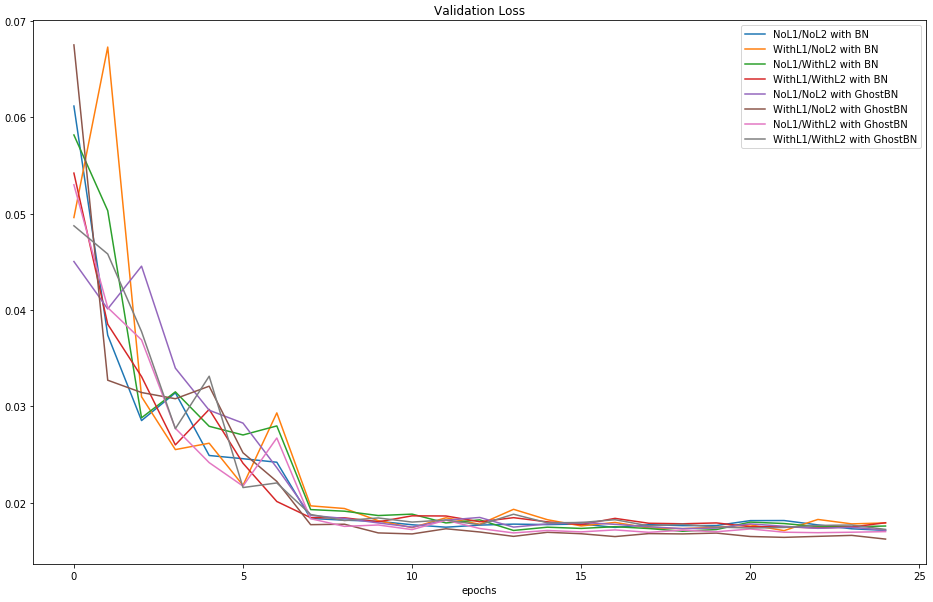 Validation Loss
0.07
0.06
0.05
0.04
0.03
0.02
NoL1/NoL2 with BN
WithL1/NoL2 with BN
NoL1/WithL2 with BN
WithL1/WithL2 with BN
NoL1/NoL2 with GhostBN
WithL1/NoL2 with GhostBN
NoL1/WithL2 with GhostBN
WithL1/WithL2 with GhostBN
0 5 10 15 20 25
epochs